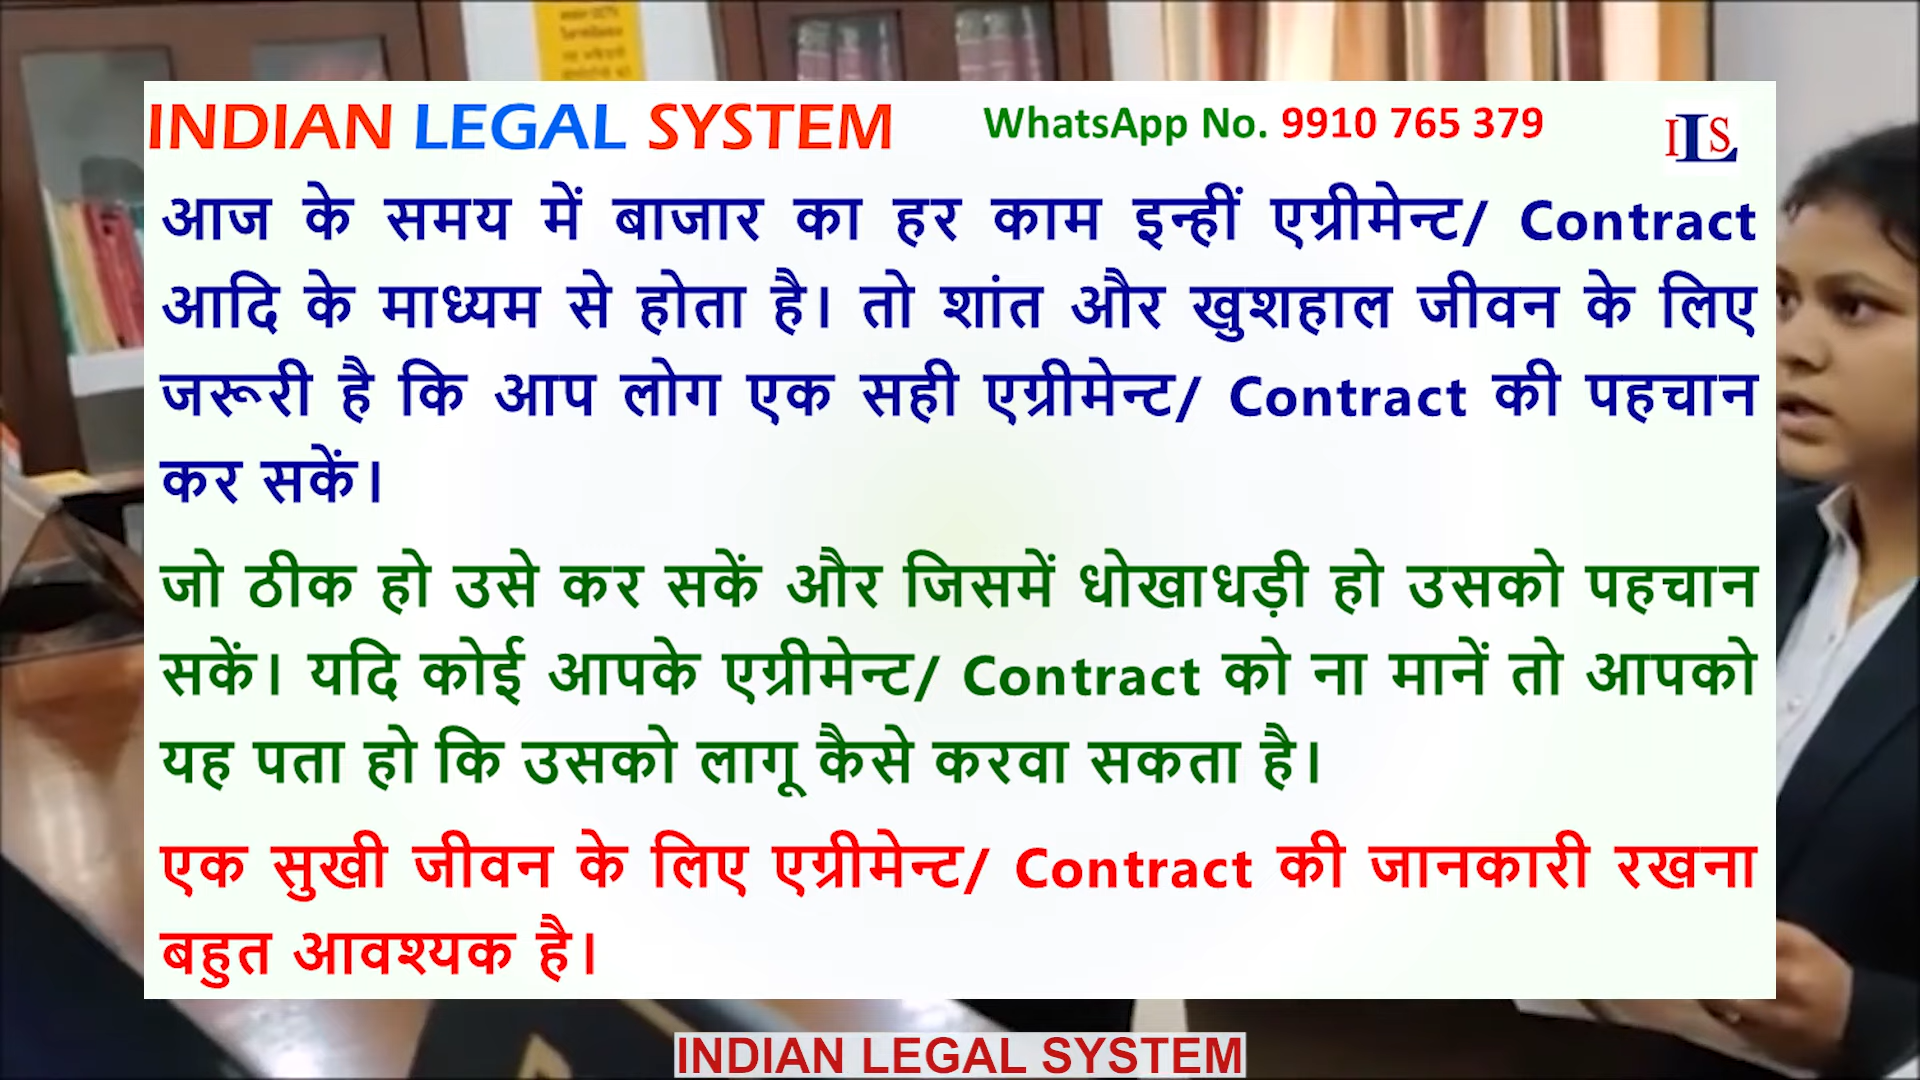 INDIAN LEGAL SYSTEM WhatsApp No. 9910 765 379 ILS
आज के समय में बाजार का हर काम इन्हीं एग्रीमेन्ट/ Contract
आदि के माध्यम से होता है। तो शांत और खुशहाल जीवन के लिए
जरूरी है कि आप लोग एक सही एग्रीमेन्ट/ Contract की पहचान
कर सकें।
जो ठीक हो उसे कर सकें और जिसमें धोखाधड़ी हो उसको पहचान
सकें। यदि कोई आपके एग्रीमेन्ट/ Contract को ना मानें तो आपको
यह पता हो कि उसको लागू कैसे करवा सकता है।
एक सुखी जीवन के लिए एग्रीमेन्ट/ Contract की जानकारी रखना
बहुत आवश्यक है।
INDIAN LEGAL SYSTEM